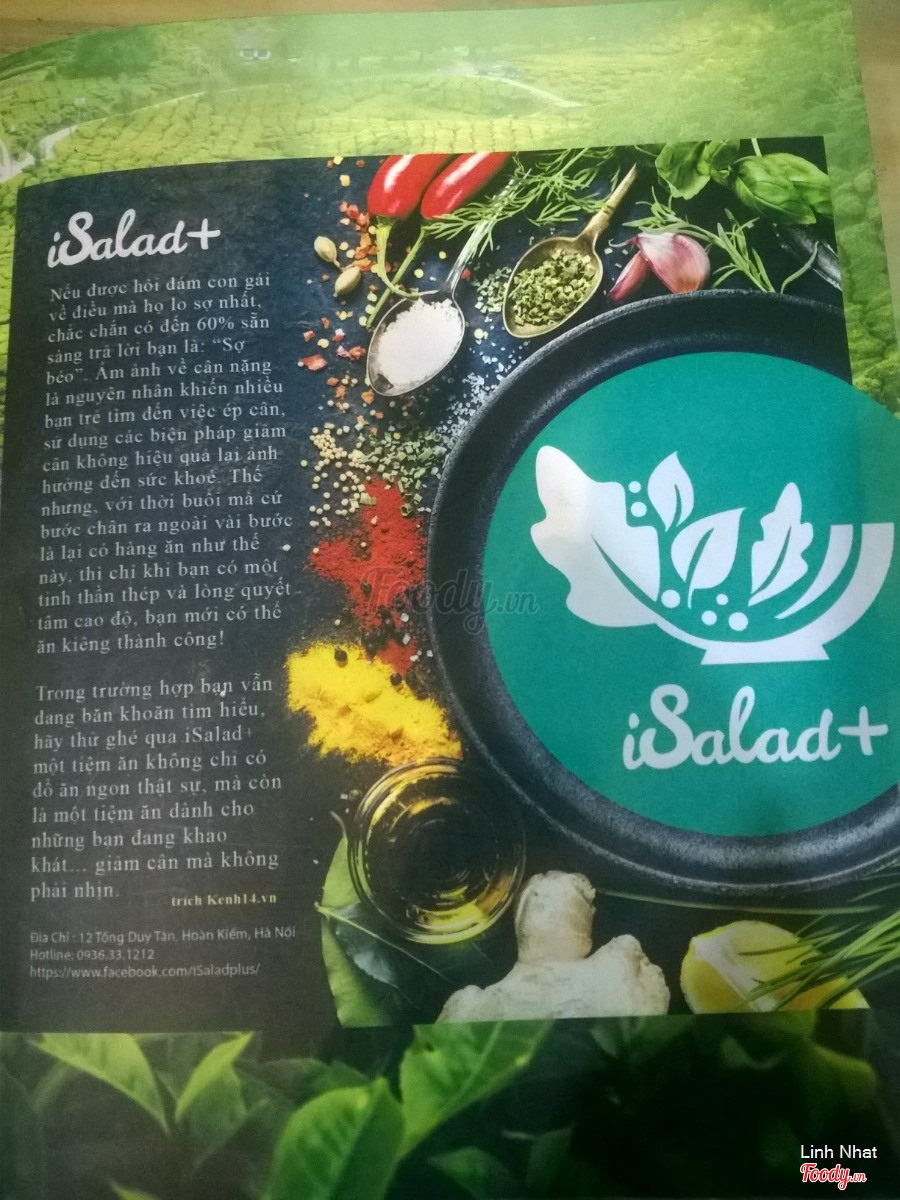 iSalad+
Nếu được hỏi đám con gái
về điều mà họ lo sợ nhất,
chắc chắn có đến 60% sẵn
sàng trả lời bạn là: “Sợ
béo”. Ám ảnh về cân nặng
là nguyên nhân khiến nhiều
bạn trẻ tìm đến việc ép cân,
sử dụng các biện pháp giảm
cân không hiệu quả lại ảnh
hưởng đến sức khoẻ. Thế
nhưng, với thời buổi mà cứ
bước chân ra ngoài vài bước
là lại có hàng ăn như thế
này, thì chỉ khi bạn có một
tinh thần thép và lòng quyết
tâm cao độ, bạn mới có thể
ăn kiêng thành công!
Trong trường hợp bạn vẫn
đang băn khoăn tìm hiểu,
hãy thử ghé qua iSalad+
một tiệm ăn không chỉ có
đồ ăn ngon thật sự, mà còn
là một tiệm ăn dành cho
những bạn đang khao
khát... giảm cân mà không
phải nhịn.
trích Kenh14.vn
Địa Chỉ : 12 Tống Duy Tân, Hoàn Kiếm, Hà Nội
Hotline: 0936.33.1212
https://www.facebook.com/iSaladplus/
iSalad+
Foody.vn
Linh Nhat
Foody.vn